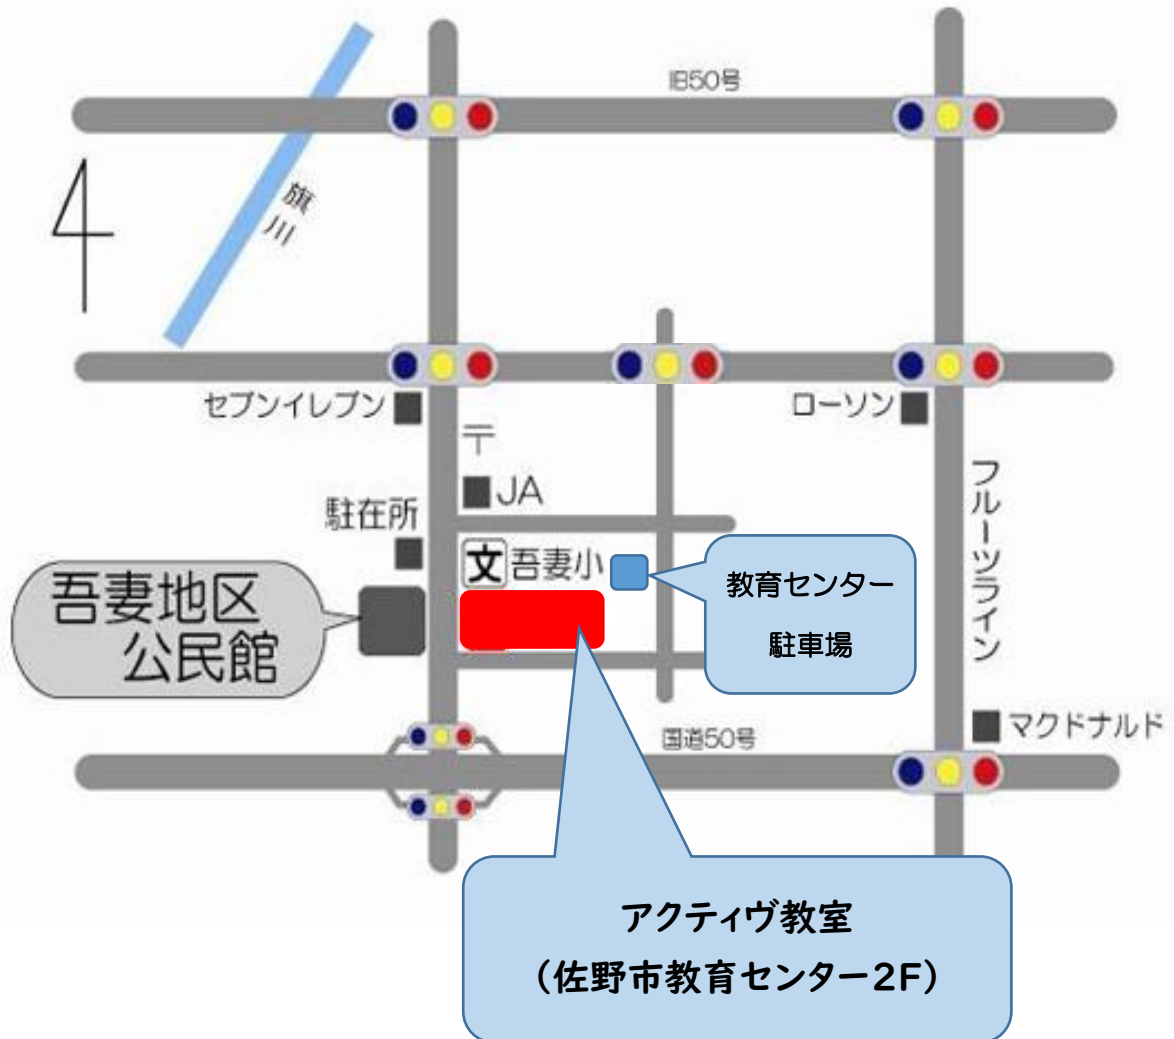 旧50号
旗川
セブンイレブン
ローソン
〒
JA
駐在所
文 吾妻小
フルーツライン
吾妻地区
公民館
教育センター
駐車場
マクドナルド
国道50号
アクティヴ教室
（佐野市教育センター2F）